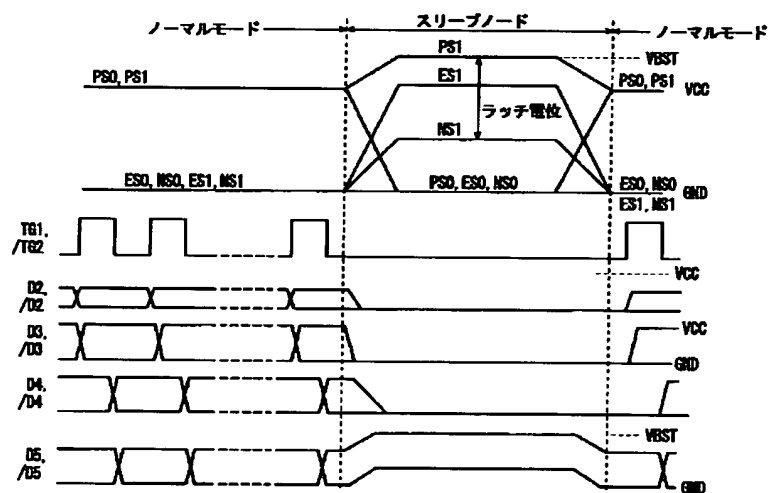 ノーマルモード
スリープノード
ノーマルモード
PS1
VBST
PS0, PS1
ES1
PS0, PS1
VCC
ラッチ電位
NS1
ES0, NS0, ES1, NS1
PS0, ES0, NS0
ES0, NS0
GND
ES1, NS1
TG1,
/TG2
VCC
D2,
/D2
D3,
/D3
VCC
GND
D4,
/D4
VBST
D5,
/D5
GND